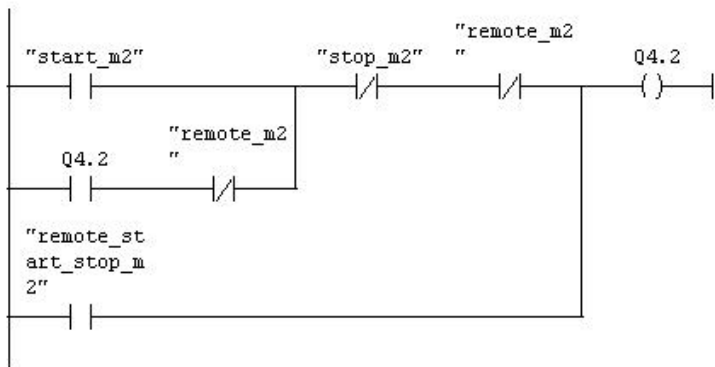 "remote_m2
"start_m2" "stop_m2" " Q4.2
"remote_m2
Q4.2 "
"remote_st
art_stop_m
2"